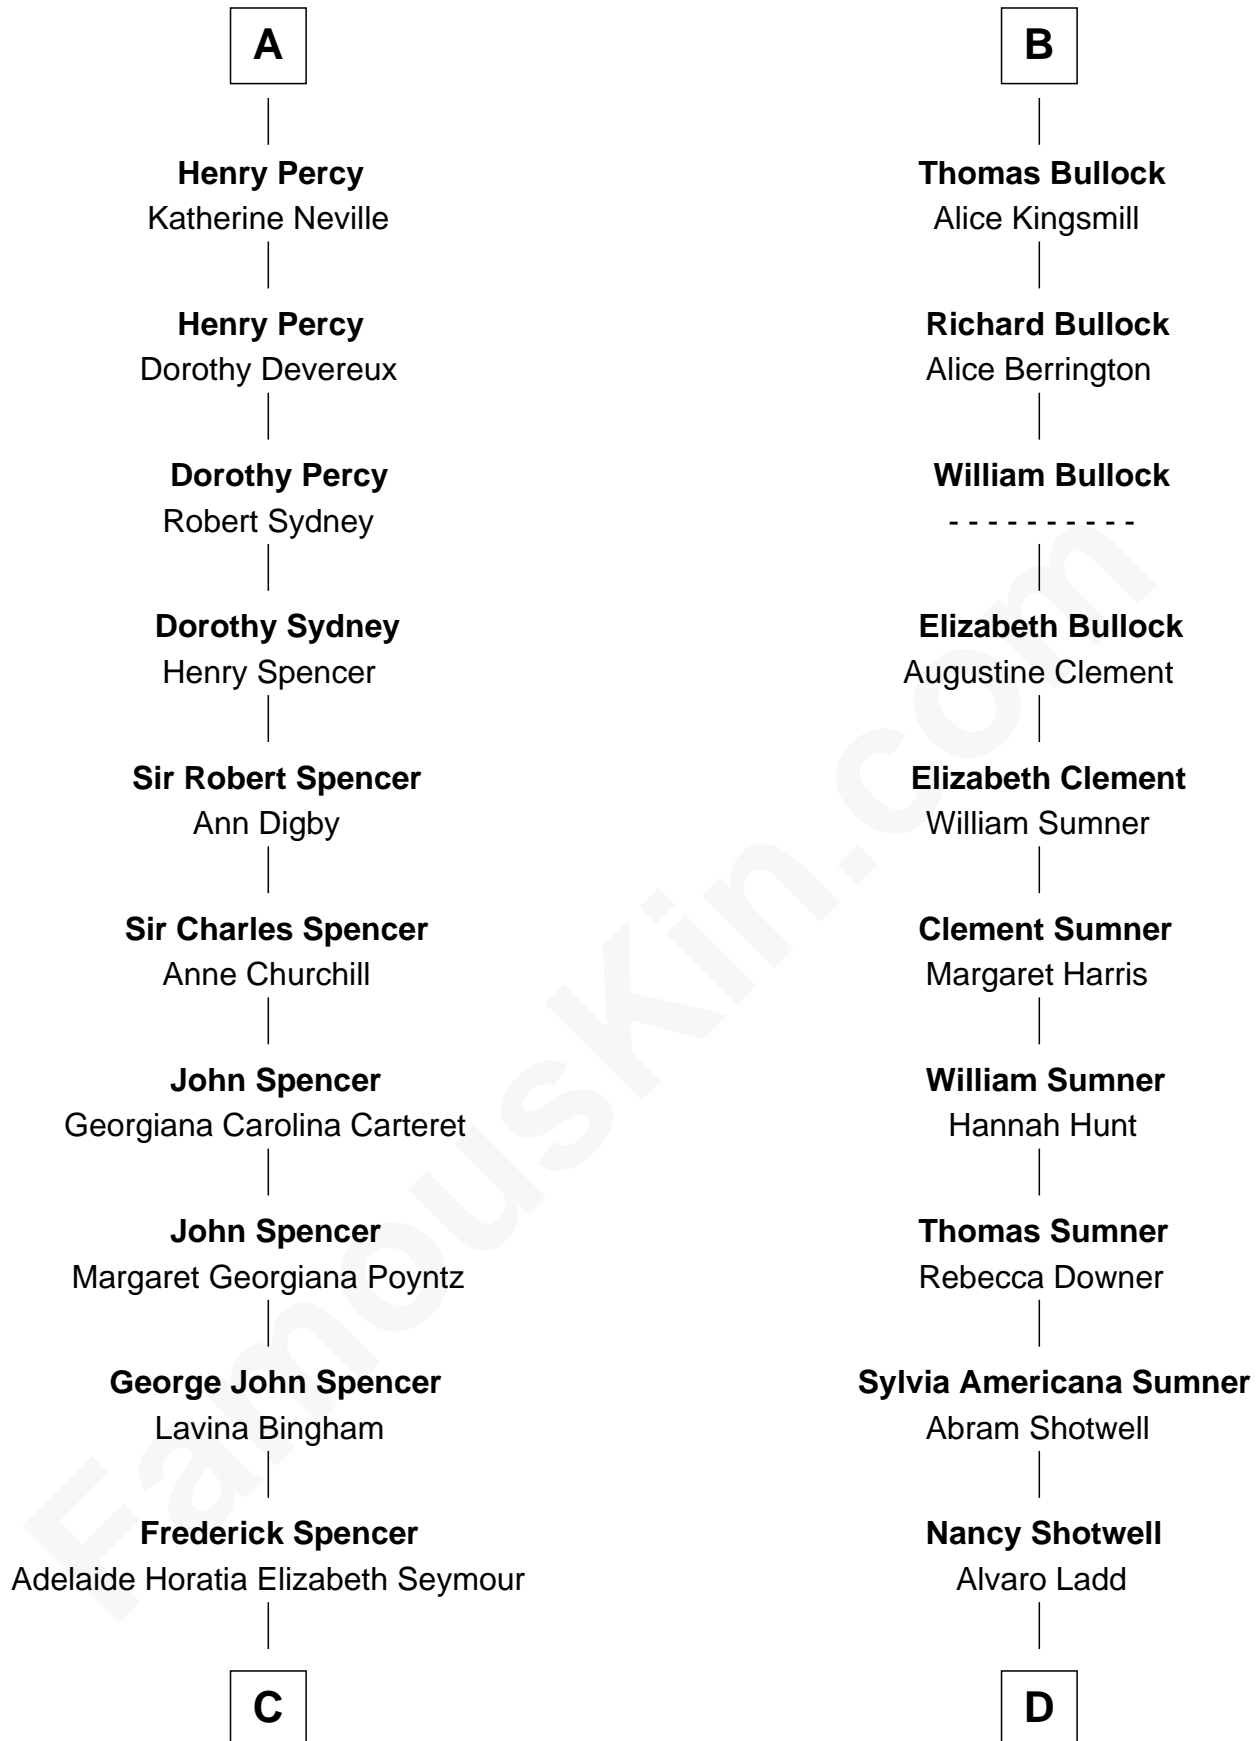 A
Henry Percy
Katherine Neville
Henry Percy
Dorothy Devereux
Dorothy Percy
Robert Sydney
Dorothy Sydney
Henry Spencer
Sir Robert Spencer
Ann Digby
Sir Charles Spencer
Anne Churchill
John Spencer
Georgiana Carolina Carteret
John Spencer
Margaret Georgiana Poyntz
George John Spencer
Lavina Bingham
Frederick Spencer
Adelaide Horatia Elizabeth Seymour
C
B
Thomas Bullock
Alice Kingsmill
Richard Bullock
Alice Berrington
William Bullock
- - - - - - - - - -
Elizabeth Bullock
Augustine Clement
Elizabeth Clement
William Sumner
Clement Sumner
Margaret Harris
William Sumner
Hannah Hunt
Thomas Sumner
Rebecca Downer
Sylvia Americana Sumner
Abram Shotwell
Nancy Shotwell
Alvaro Ladd
D
FamousKin.com